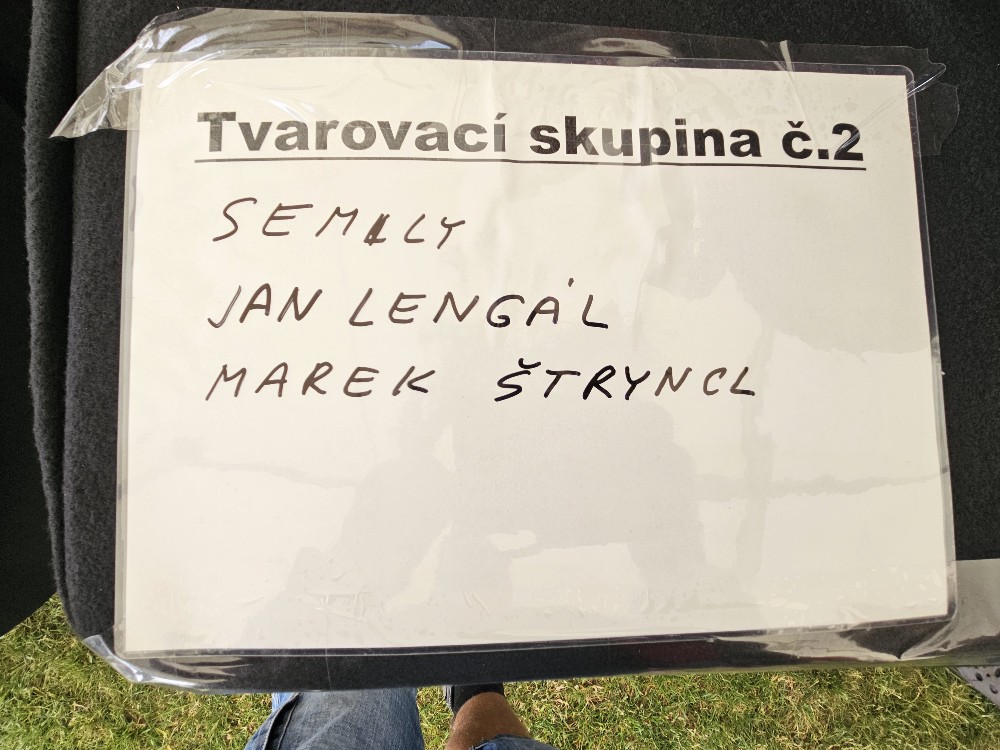 Tvarovací skupina č.2
SEMILY
JAN LENGÁL
MAREK ŠTRYNCL